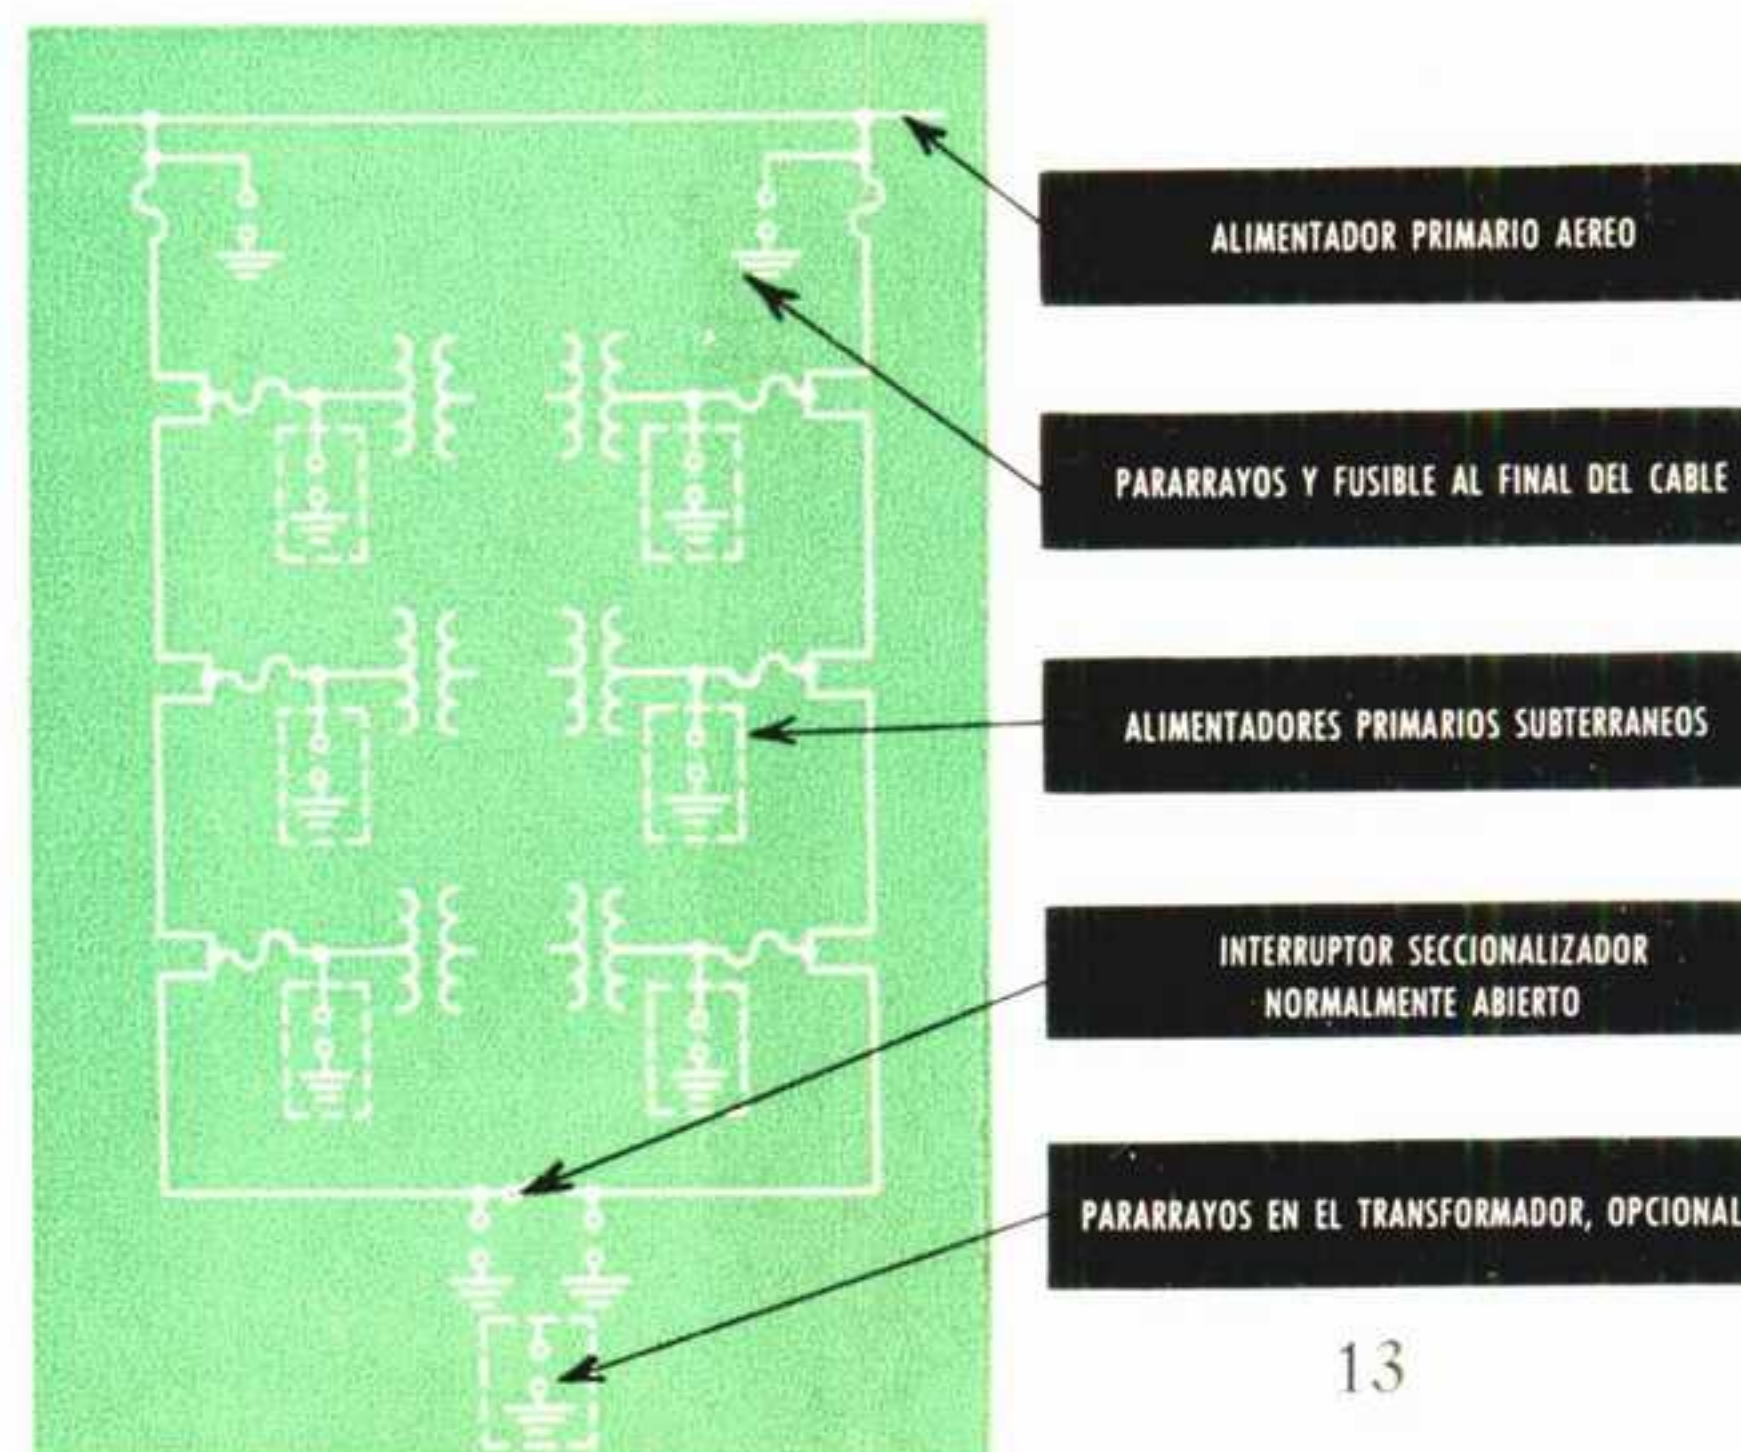 ALIMENTADOR PRIMARIO AEREO
PARARRAYOS Y FUSIBLE AL FINAL DEL CABLE
ALIMENTADORES PRIMARIOS SUBTERRANEOS
INTERRUPTOR SECCIONALIZADOR
NORMALMENTE ABIERTO
PARARRAYOS EN EL TRANSFORMADOR, OPCIONAL
13